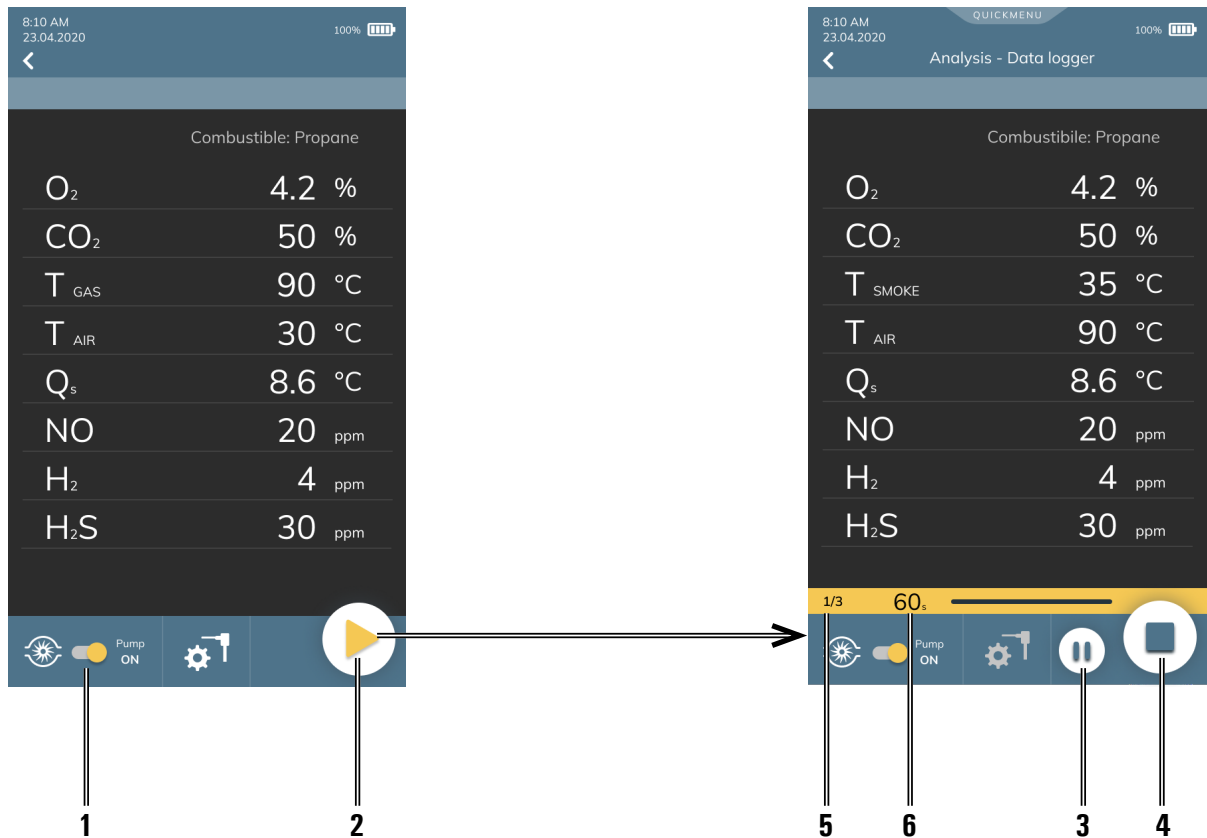 8:10 AM
23.04.2020
100%
Combustible: Propane
O2 4.2 %
CO2 50 %
T GAS 90 °C
T AIR 30 °C
Qs 8.6 °C
NO 20 ppm
H2 4 ppm
H2S 30 ppm
Pump
ON
QUICKMENU
8:10 AM
23.04.2020
100%
Analysis - Data logger
Combustibile: Propane
O2 4.2 %
CO2 50 %
T SMOKE 35 °C
T AIR 90 °C
Qs 8.6 °C
NO 20 ppm
H2 4 ppm
H2S 30 ppm
1/3 60s
Pump
ON
1 2 5 6 3 4